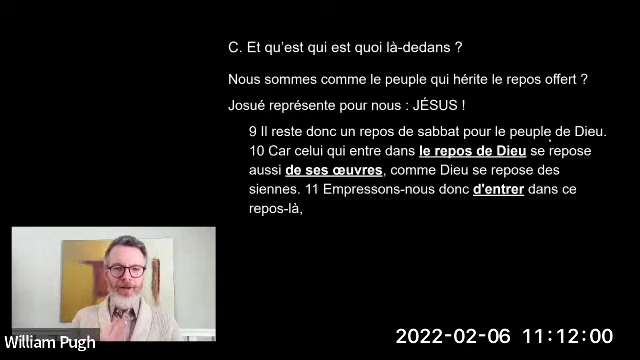 C. Et qu'est qui est quoi là-dedans ?
Nous sommes comme le peuple qui hérite le repos offert ?
Josué représente pour nous : JÉSUS !
9 Il reste donc un repos de sabbat pour le peuple de Dieu.
10 Car celui qui entre dans le repos de Dieu se repose
aussi de ses œuvres, comme Dieu se repose des
siennes. 11 Empressons-nous donc d'entrer dans ce
repos-là,
William Pugh
2022-02-06 11:12:00